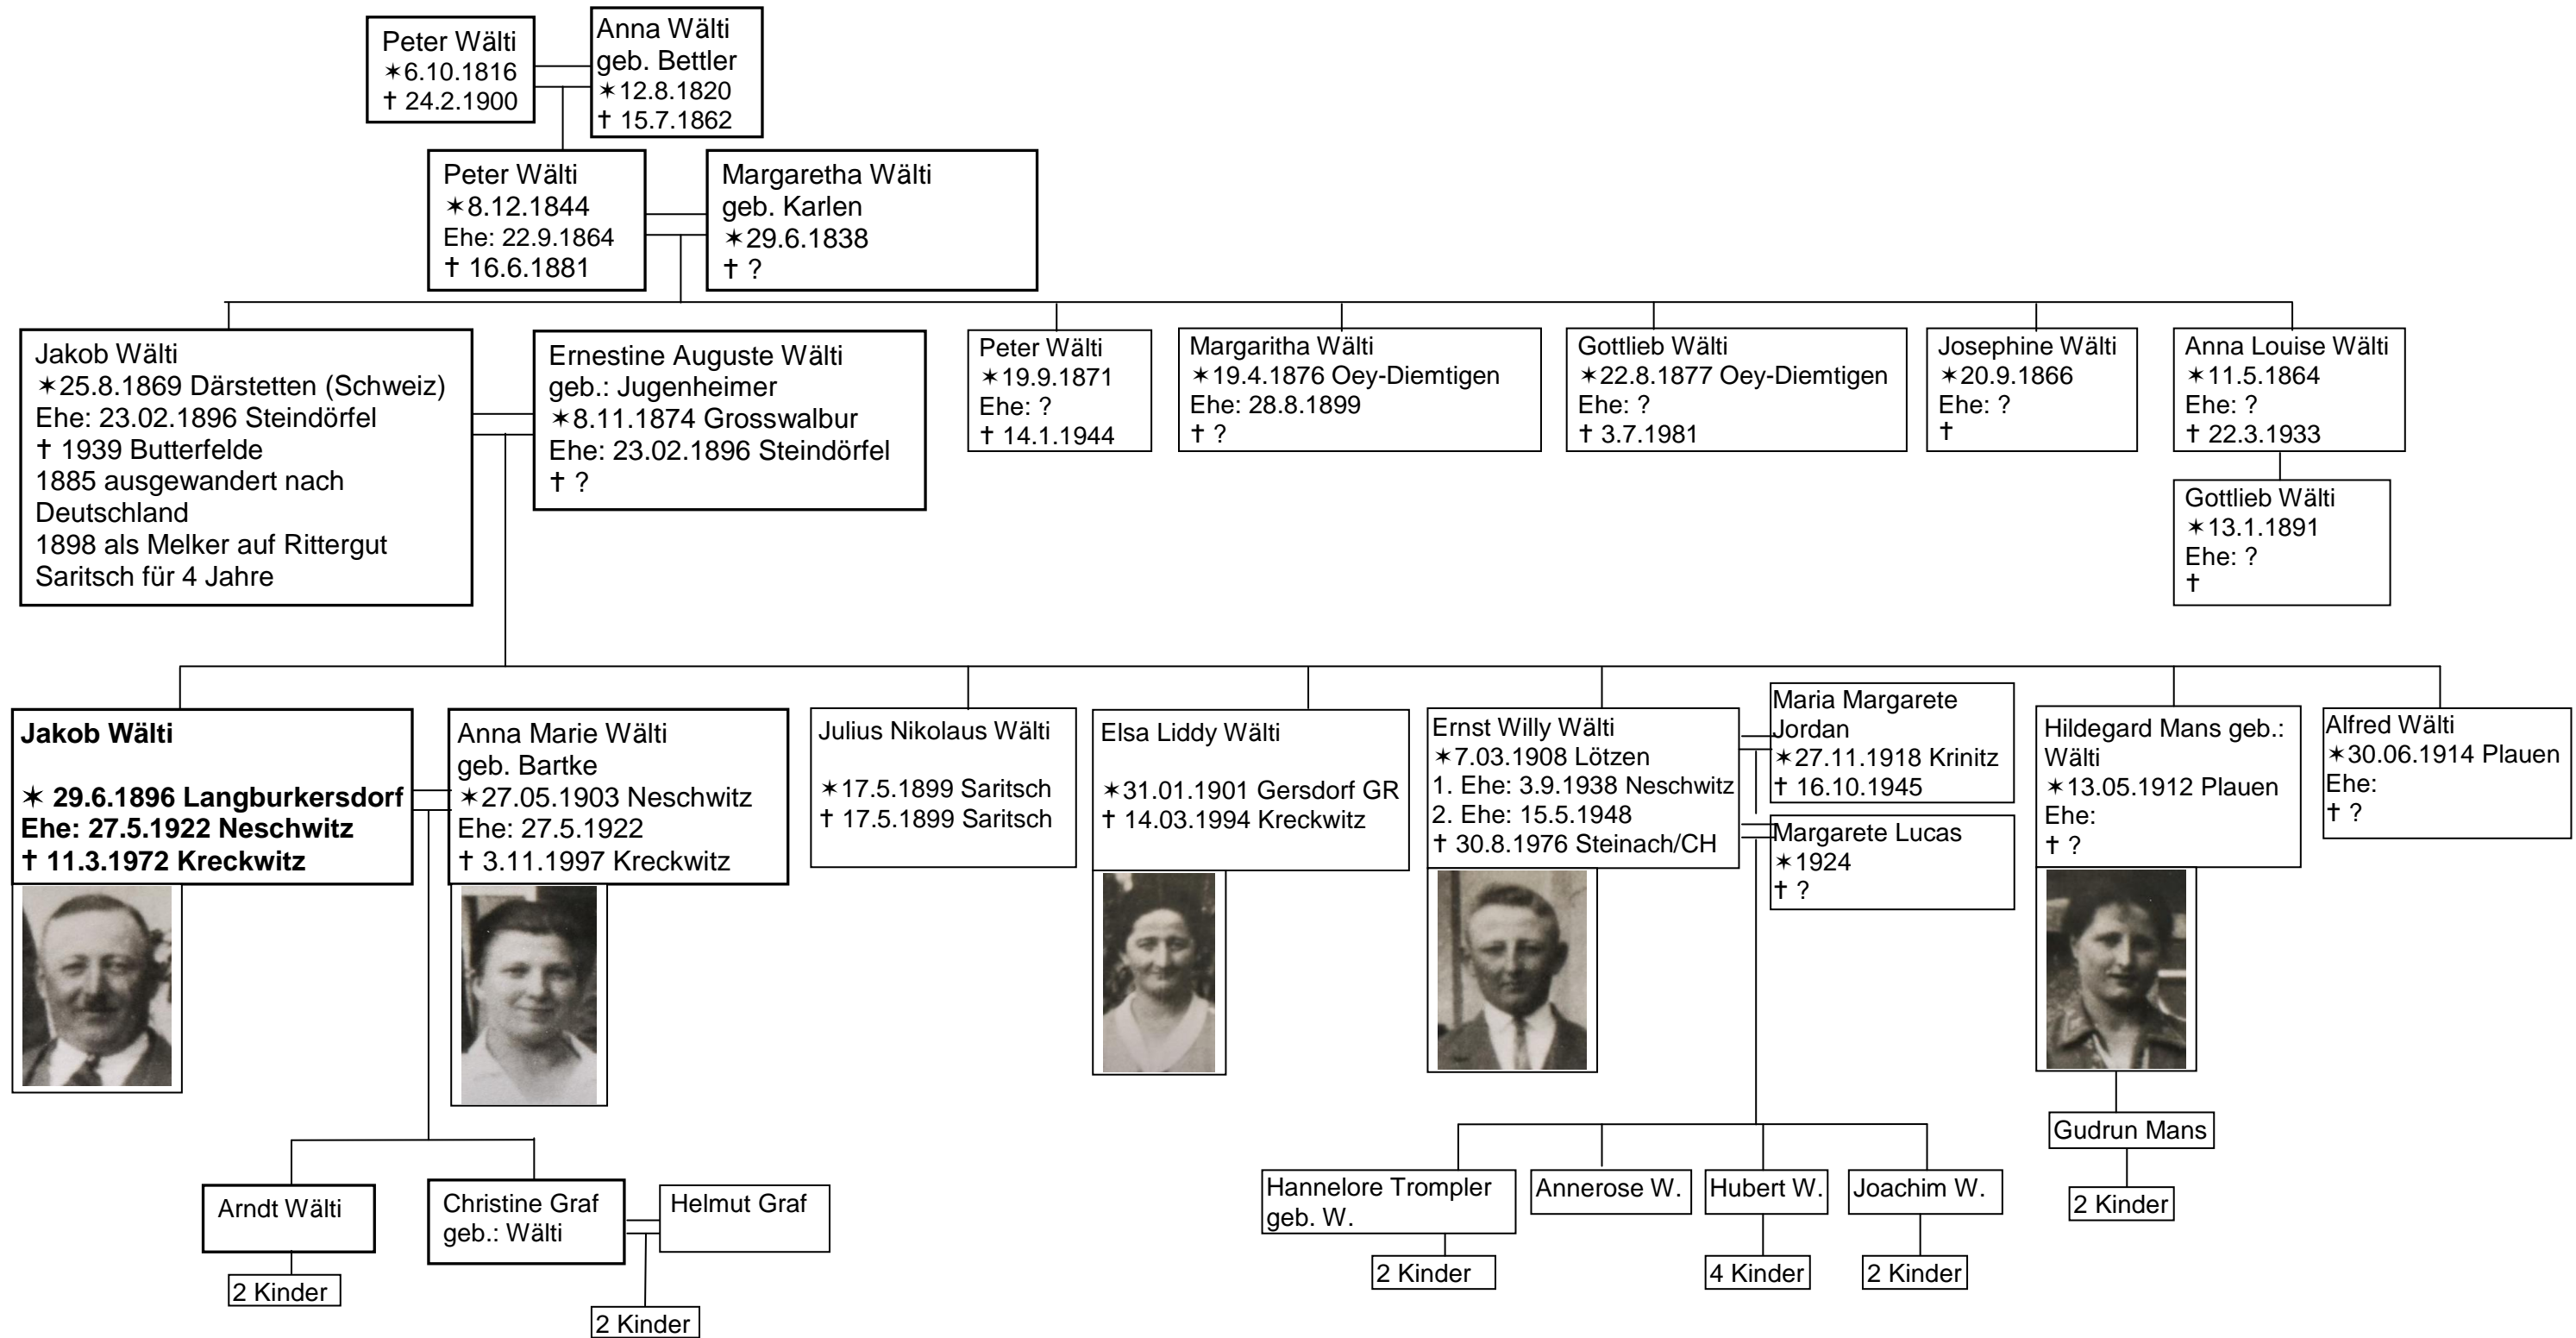 Peter Wälti
✶6.10.1816
† 24.2.1900
Anna Wälti
geb. Bettler
✶12.8.1820
† 15.7.1862
Peter Wälti
✶8.12.1844
Ehe: 22.9.1864
† 16.6.1881
Margaretha Wälti
geb. Karlen
✶29.6.1838
† ?
Jakob Wälti
✶25.8.1869 Därstetten (Schweiz)
Ehe: 23.02.1896 Steindörfel
† 1939 Butterfelde
1885 ausgewandert nach
Deutschland
1898 als Melker auf Rittergut
Saritsch für 4 Jahre
Ernestine Auguste Wälti
geb.: Jugenheimer
✶8.11.1874 Grosswalbur
Ehe: 23.02.1896 Steindörfel
† ?
Peter Wälti
✶19.9.1871
Ehe: ?
† 14.1.1944
Margaritha Wälti
✶19.4.1876 Oey-Diemtigen
Ehe: 28.8.1899
† ?
Gottlieb Wälti
✶22.8.1877 Oey-Diemtigen
Ehe: ?
† 3.7.1981
Josephine Wälti
✶20.9.1866
Ehe: ?
†
Anna Louise Wälti
✶11.5.1864
Ehe: ?
† 22.3.1933
Gottlieb Wälti
✶13.1.1891
Ehe: ?
†
Jakob Wälti
✶ 29.6.1896 Langburkersdorf
Ehe: 27.5.1922 Neschwitz
† 11.3.1972 Kreckwitz
Anna Marie Wälti
geb. Bartke
✶27.05.1903 Neschwitz
Ehe: 27.5.1922
† 3.11.1997 Kreckwitz
Julius Nikolaus Wälti
✶17.5.1899 Saritsch
† 17.5.1899 Saritsch
Elsa Liddy Wälti
✶31.01.1901 Gersdorf GR
† 14.03.1994 Kreckwitz
Ernst Willy Wälti
✶7.03.1908 Lötzen
1. Ehe: 3.9.1938 Neschwitz
2. Ehe: 15.5.1948
† 30.8.1976 Steinach/CH
Maria Margarete
Jordan
✶27.11.1918 Krinitz
† 16.10.1945
Margarete Lucas
✶1924
† ?
Hildegard Mans geb.:
Wälti
✶13.05.1912 Plauen
Ehe:
† ?
Alfred Wälti
✶30.06.1914 Plauen
Ehe:
† ?
Gudrun Mans
2 Kinder
Arndt Wälti
2 Kinder
Christine Graf
geb.: Wälti
Helmut Graf
2 Kinder
Hannelore Trompler
geb. W.
2 Kinder
Annerose W.
Hubert W.
4 Kinder
Joachim W.
2 Kinder